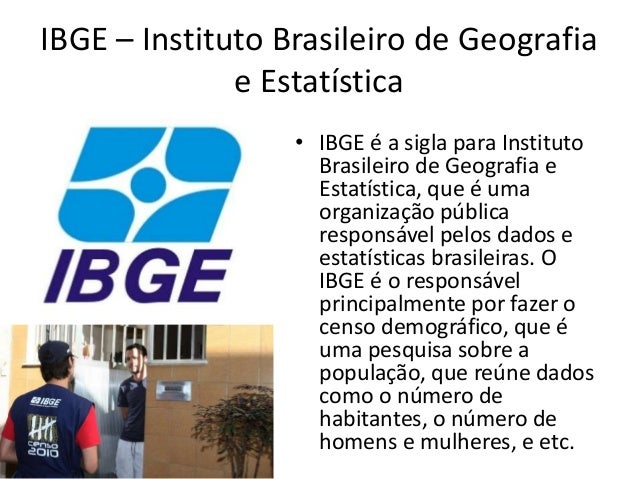 IBGE – Instituto Brasileiro de Geografia
e Estatística
IBGE
• IBGE é a sigla para Instituto
Brasileiro de Geografia e
Estatística, que é uma
organização pública
responsável pelos dados e
estatísticas brasileiras. O
IBGE é o responsável
principalmente por fazer o
censo demográfico, que é
uma pesquisa sobre a
população, que reúne dados
como o número de
habitantes, o número de
homens e mulheres, e etc.
IBGE
CENSO
2010